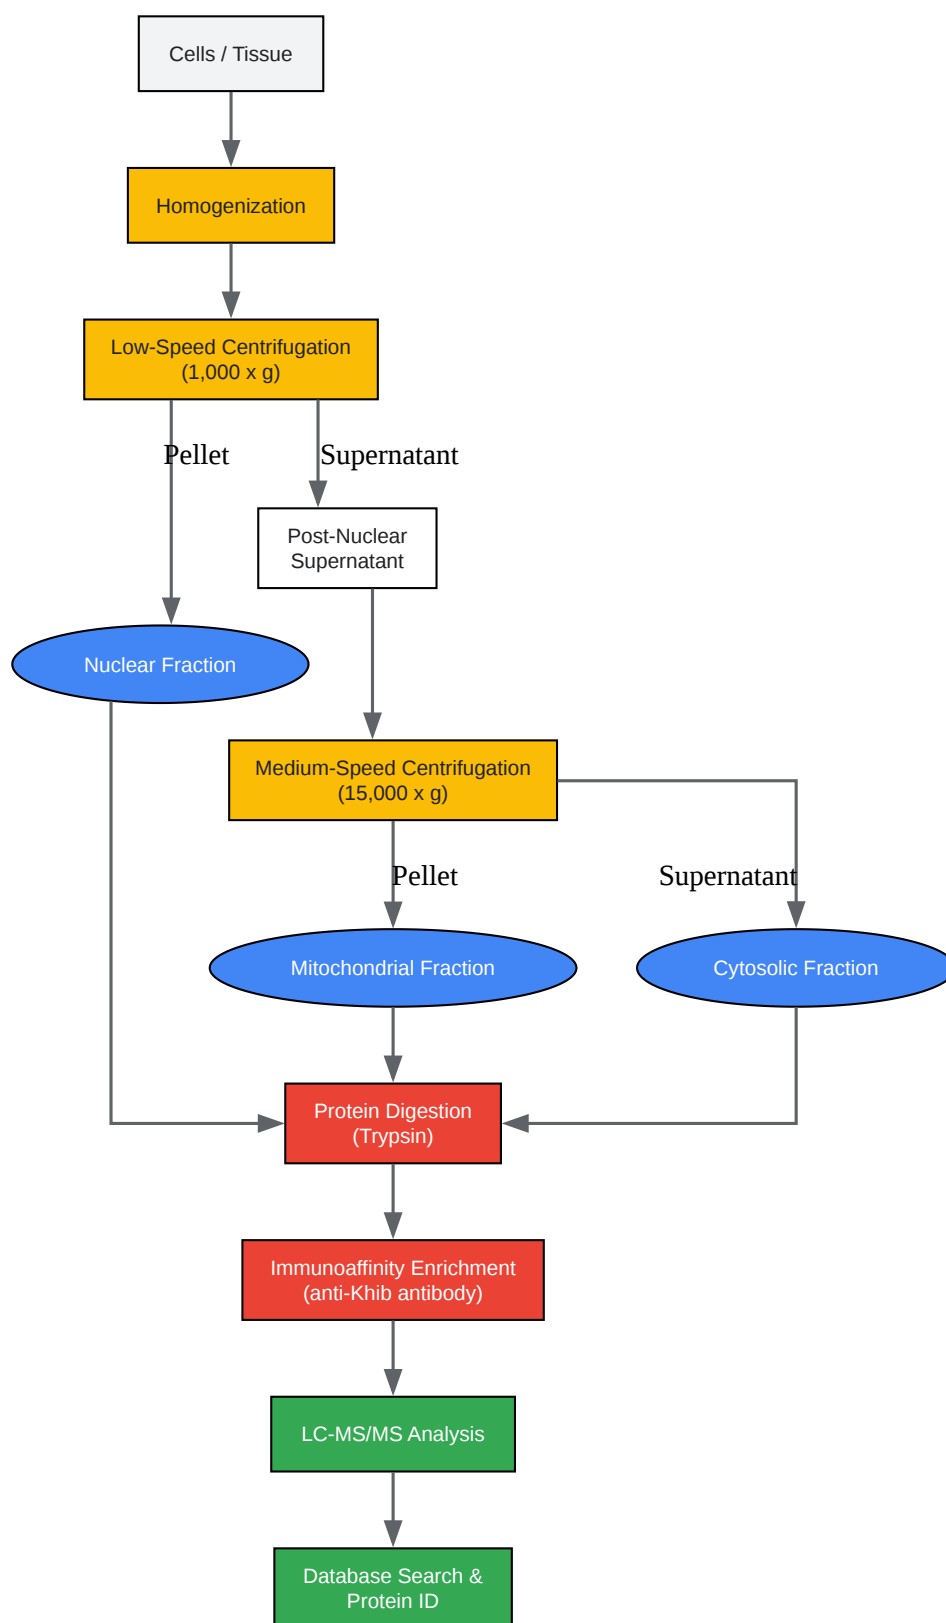 Cells / Tissue
Homogenization
Low-Speed Centrifugation
(1,000 x g)
Pellet
Supernatant
Post-Nuclear
Supernatant
Nuclear Fraction
Medium-Speed Centrifugation
(15,000 x g)
Pellet
Supernatant
Mitochondrial Fraction
Cytosolic Fraction
Protein Digestion
(Trypsin)
Immunoaffinity Enrichment
(anti-Khib antibody)
LC-MS/MS Analysis
Database Search &
Protein ID